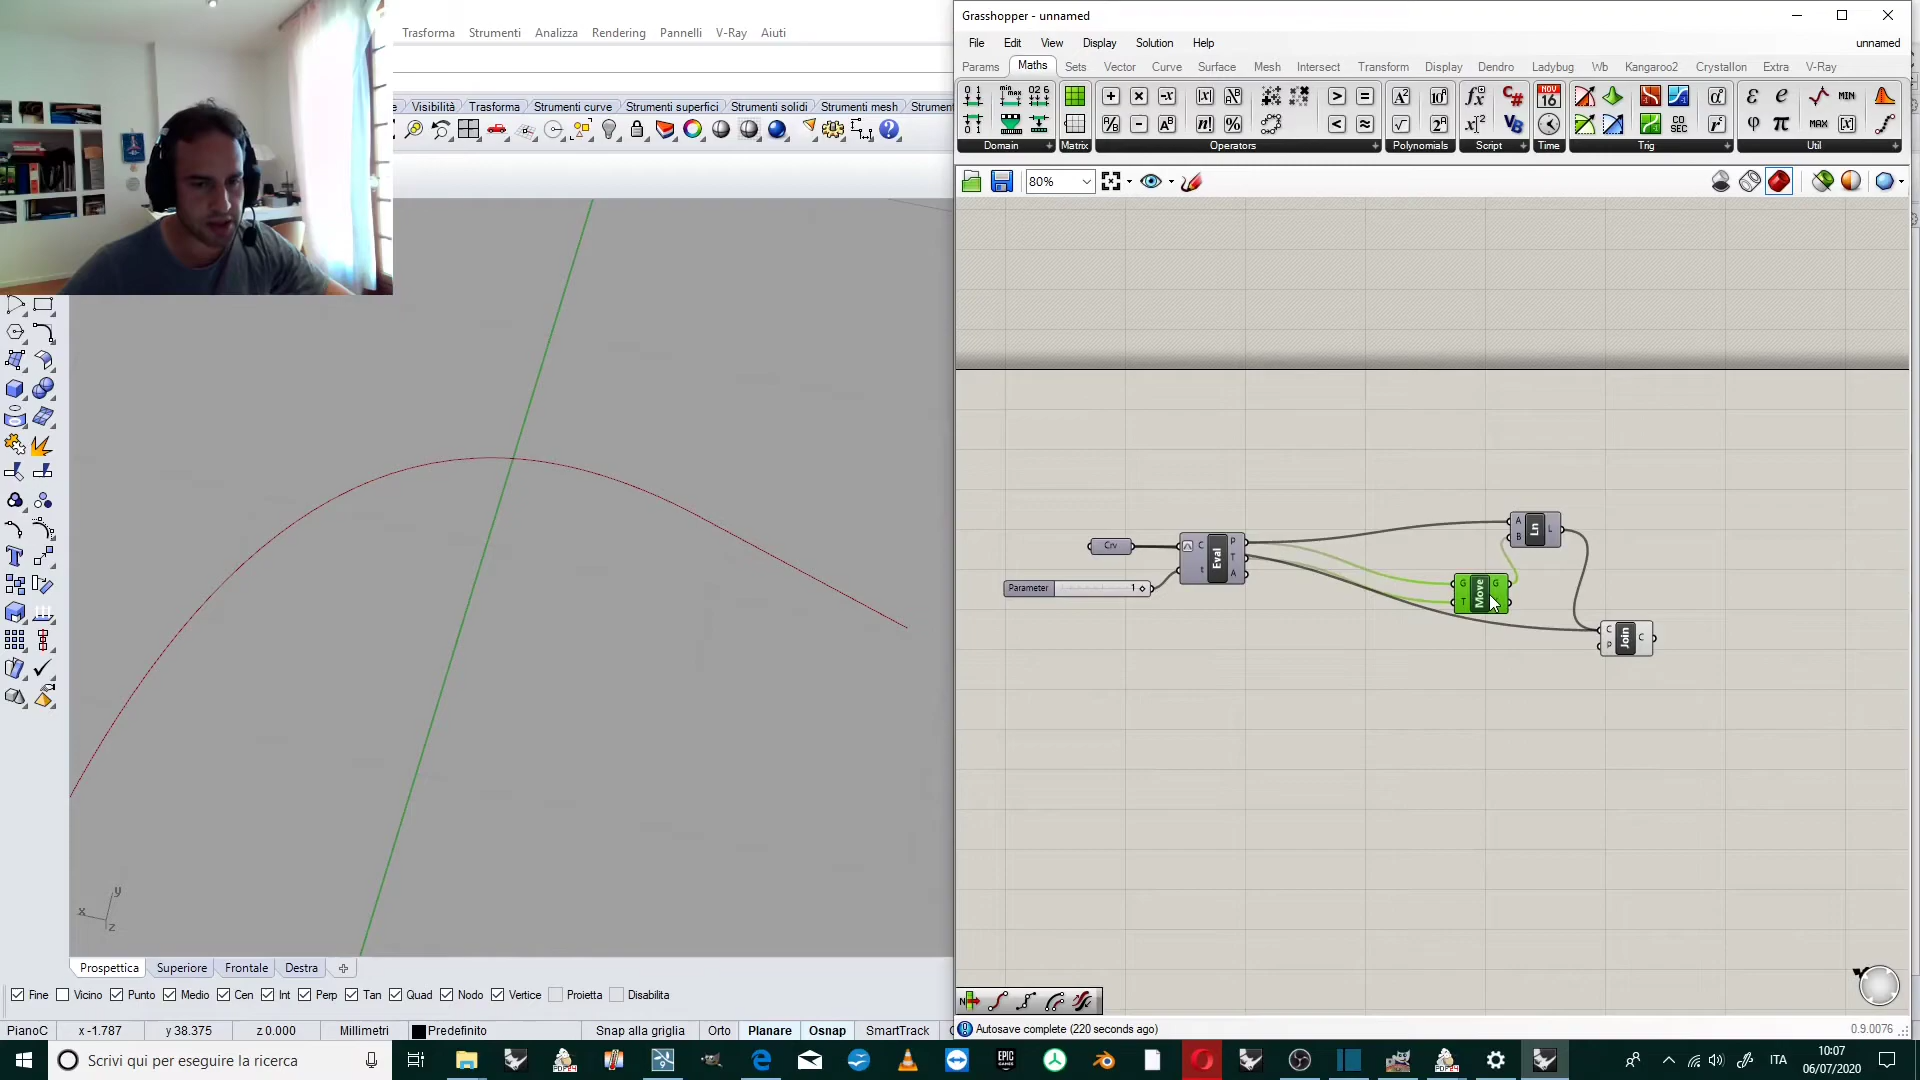 Grasshopper - unnamed
Trasforma Strumenti Analizza Rendering Pannelli V-Ray Aiuti
File Edit View Display Solution Help unnamed
Params Maths Sets Vector Curve Surface Mesh Intersect Transform Display Dendro Ladybug Wb Kangaroo2 Crystallon Extra V-Ray
Visibilità Trasforma Strumenti curve Strumenti superfici Strumenti solidi Strumenti mesh Strumen
Domain Matrix Operators Polynomials Script Time Trig Util
80%
Crv
Parameter 1
C t Eval P T A
G T Move G
A B Ln L
C P Join C
x y z
Prospettica Superiore Frontale Destra
Fine Vicino Punto Medio Cen Int Perp Tan Quad Nodo Vertice Proietta Disabilita
PianoC x -1.787 y 38.375 z 0.000 Millimetri Predefinito Snap alla griglia Orto Planare Osnap SmartTrack
Autosave complete (220 seconds ago) 0.9.0076
Scrivi qui per eseguire la ricerca
ITA
10:07
06/07/2020